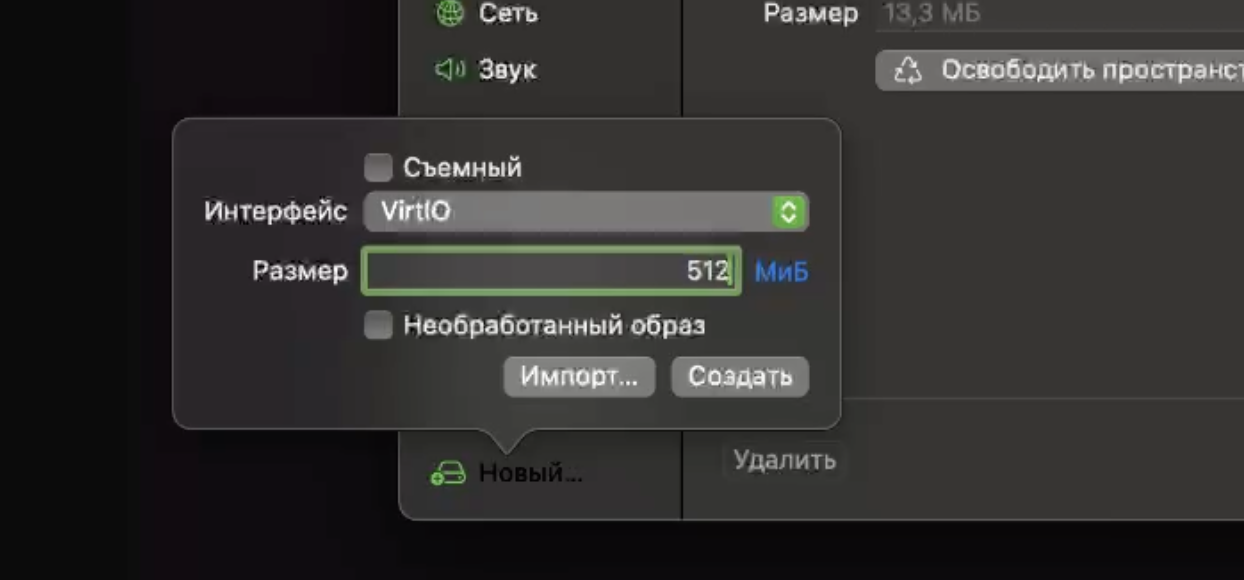 Сеть
Размер 13,3 МБ
Звук
Освободить пространст
Съемный
Интерфейс VirtIO
Размер 512 МиБ
Необработанный образ
Импорт... Создать
Удалить
Новый...